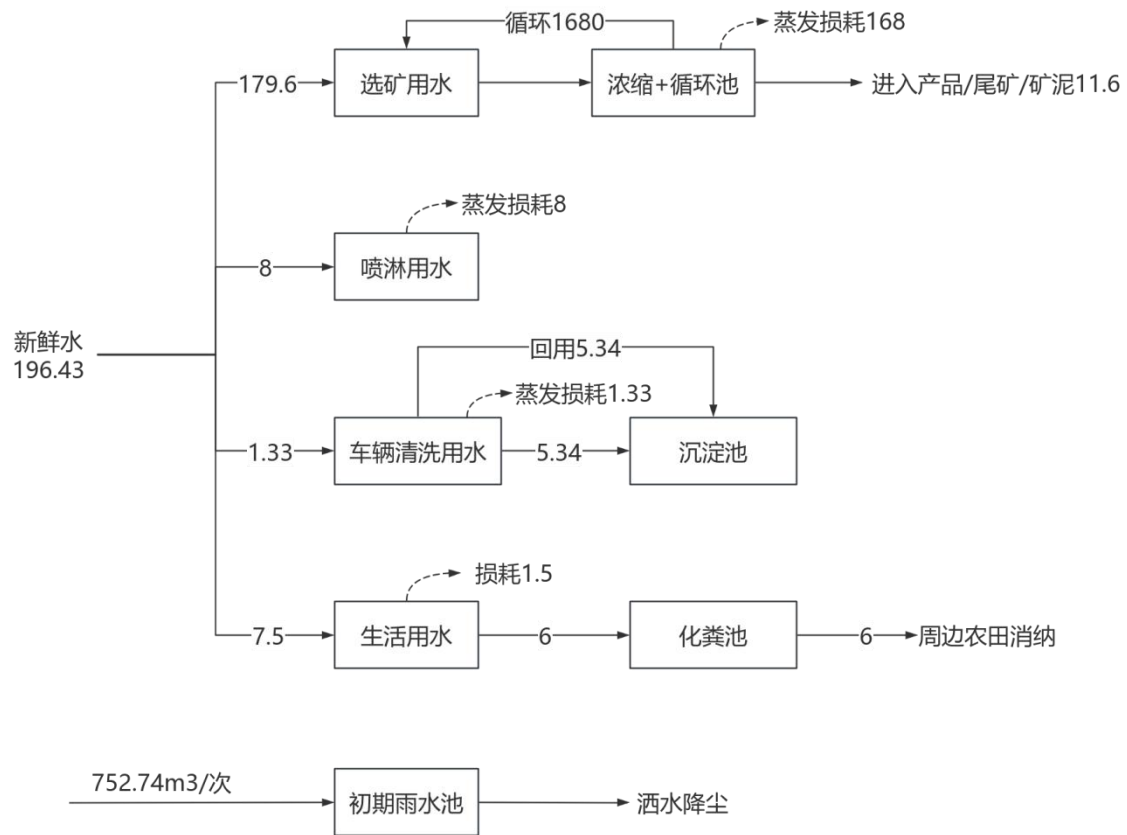 循环1680
蒸发损耗168
179.6
选矿用水
浓缩+循环池
进入产品/尾矿/矿泥11.6
蒸发损耗8
8
喷淋用水
新鲜水
196.43
回用5.34
蒸发损耗1.33
1.33
车辆清洗用水
5.34
沉淀池
损耗1.5
7.5
生活用水
6
化粪池
6
周边农田消纳
752.74m3/次
初期雨水池
洒水降尘